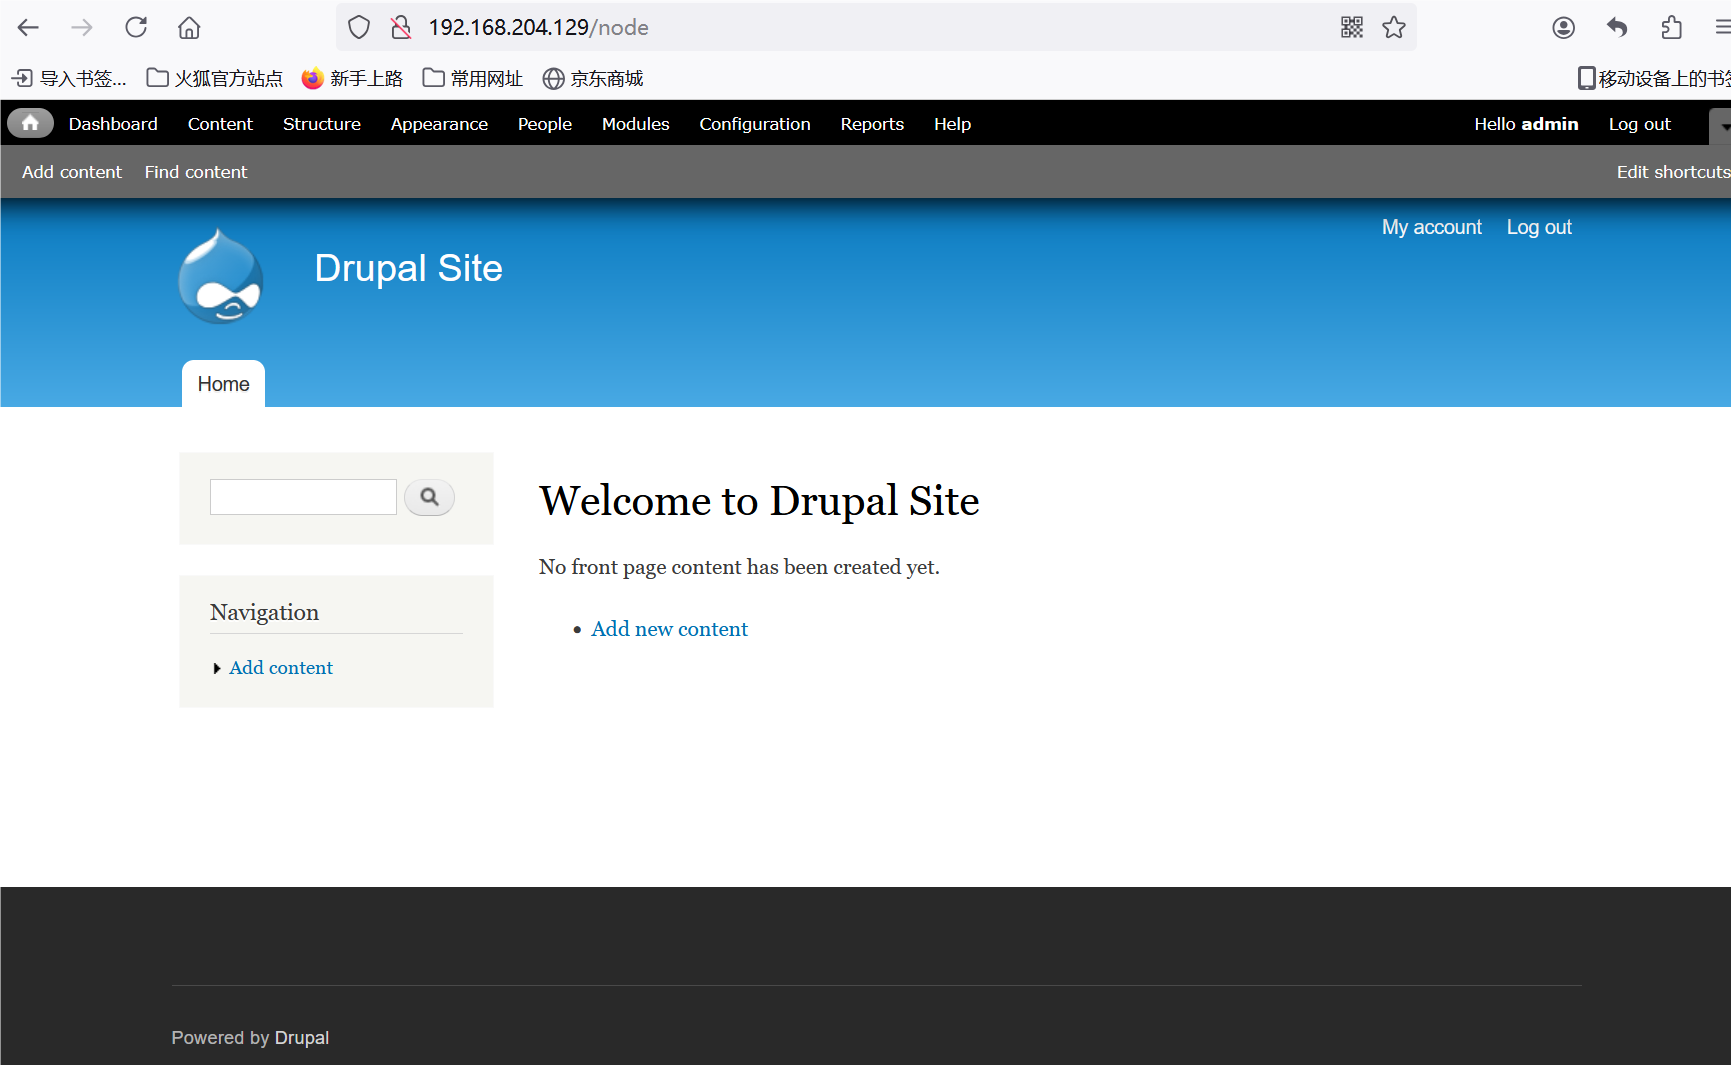 192.168.204.129/node
导入书签... 火狐官方站点 新手上路 常用网址 京东商城 移动设备上的书签
Dashboard Content Structure Appearance People Modules Configuration Reports Help Hello admin Log out
Add content Find content Edit shortcuts
My account Log out
Drupal Site
Home
Welcome to Drupal Site
No front page content has been created yet.
Add new content
Navigation
Add content
Powered by Drupal